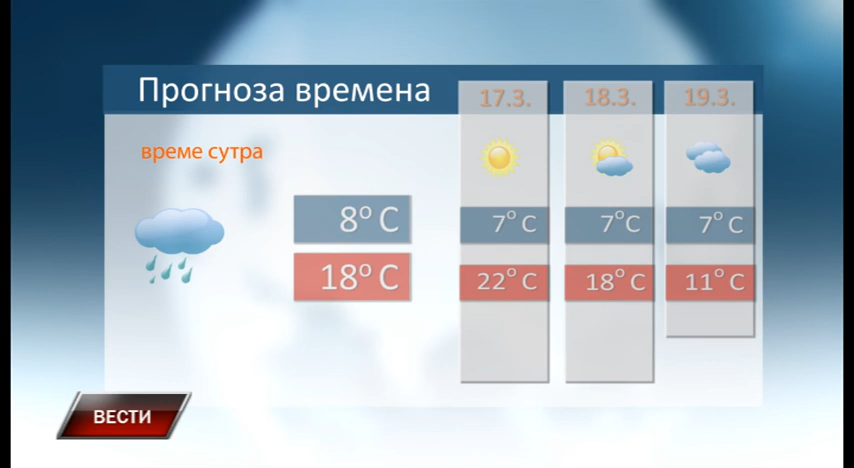 Прогноза времена
17.3.
18.3.
19.3.
време сутра
8° C
18° C
7° C
7°C
7° C
22° C
18° C
11° C
ВЕСТИ